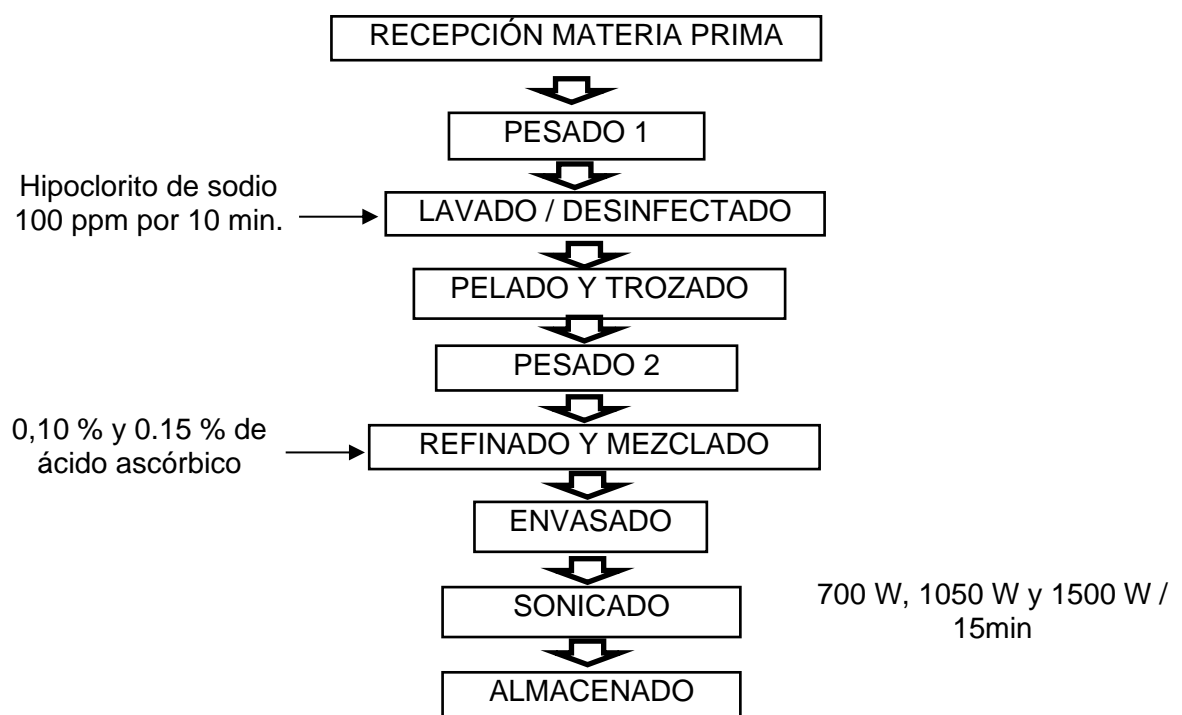 RECEPCIÓN MATERIA PRIMA
PESADO 1
Hipoclorito de sodio
100 ppm por 10 min.
LAVADO / DESINFECTADO
PELADO Y TROZADO
PESADO 2
0,10 % y 0.15 % de
ácido ascórbico
REFINADO Y MEZCLADO
ENVASADO
SONICADO
700 W, 1050 W y 1500 W /
15min
ALMACENADO